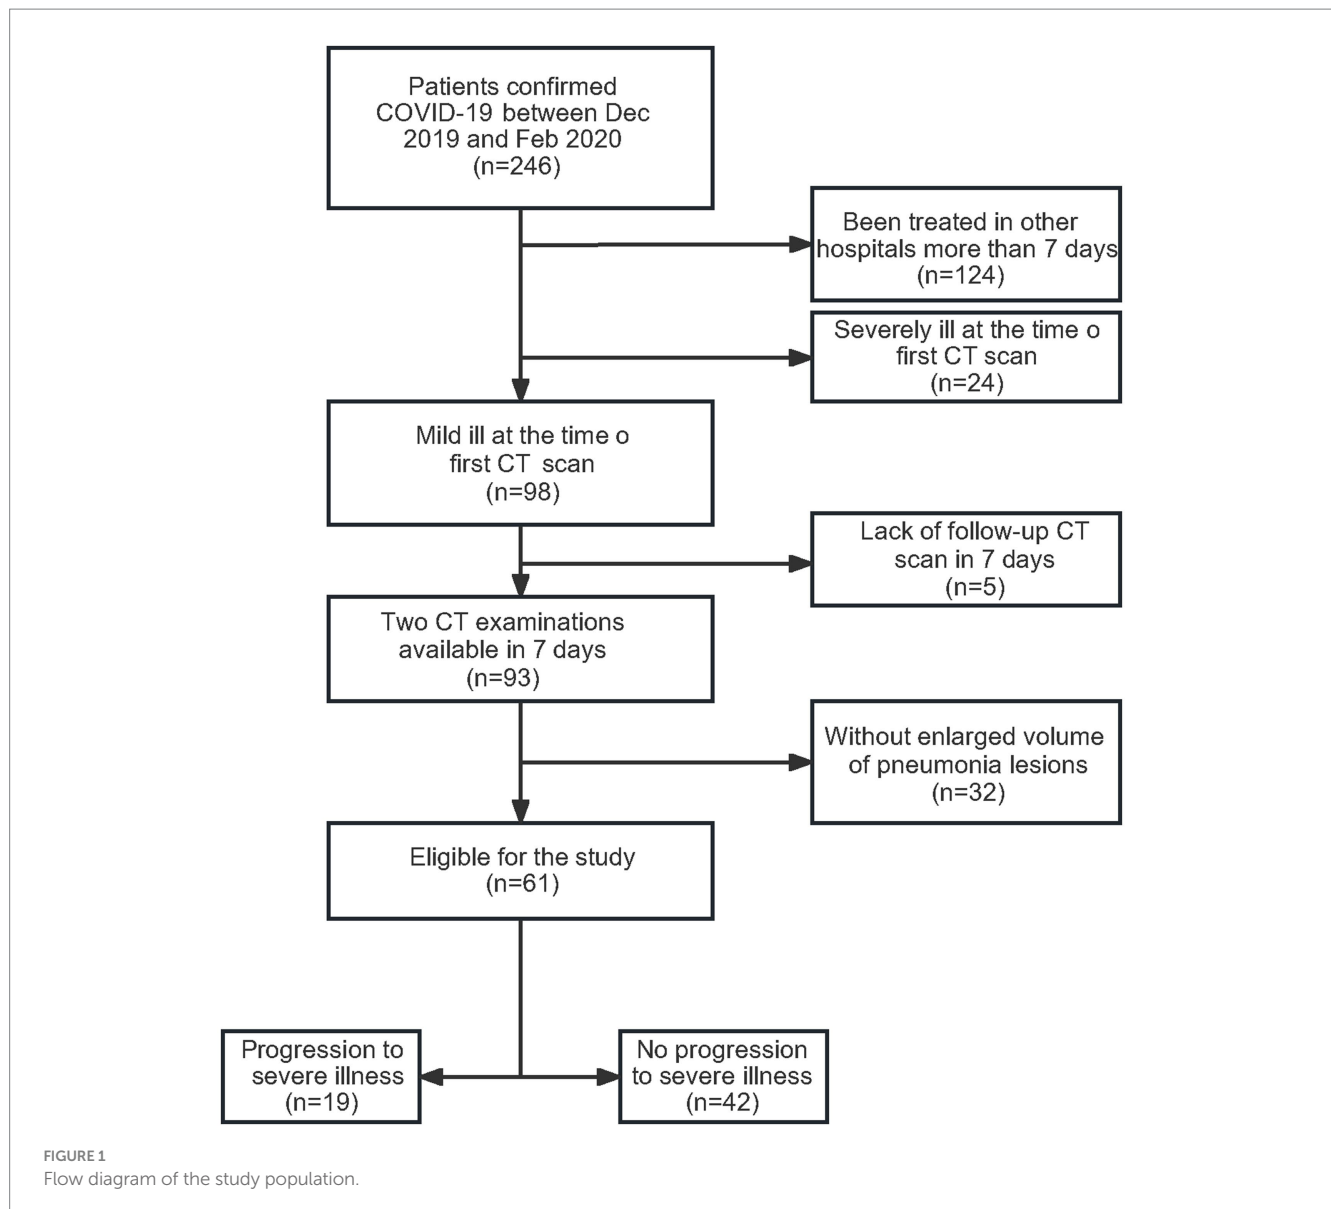 Patients confirmed
COVID-19 between Dec
2019 and Feb 2020
(n=246)
Been treated in other
hospitals more than 7 days
(n=124)
Severely ill at the time o
first CT scan
(n=24)
Mild ill at the time o
first CT scan
(n=98)
Lack of follow-up CT
scan in 7 days
(n=5)
Two CT examinations
available in 7 days
(n=93)
Without enlarged volume
of pneumonia lesions
(n=32)
Eligible for the study
(n=61)
Progression to
severe illness
(n=19)
No progression
to severe illness
(n=42)
FIGURE 1
Flow diagram of the study population.